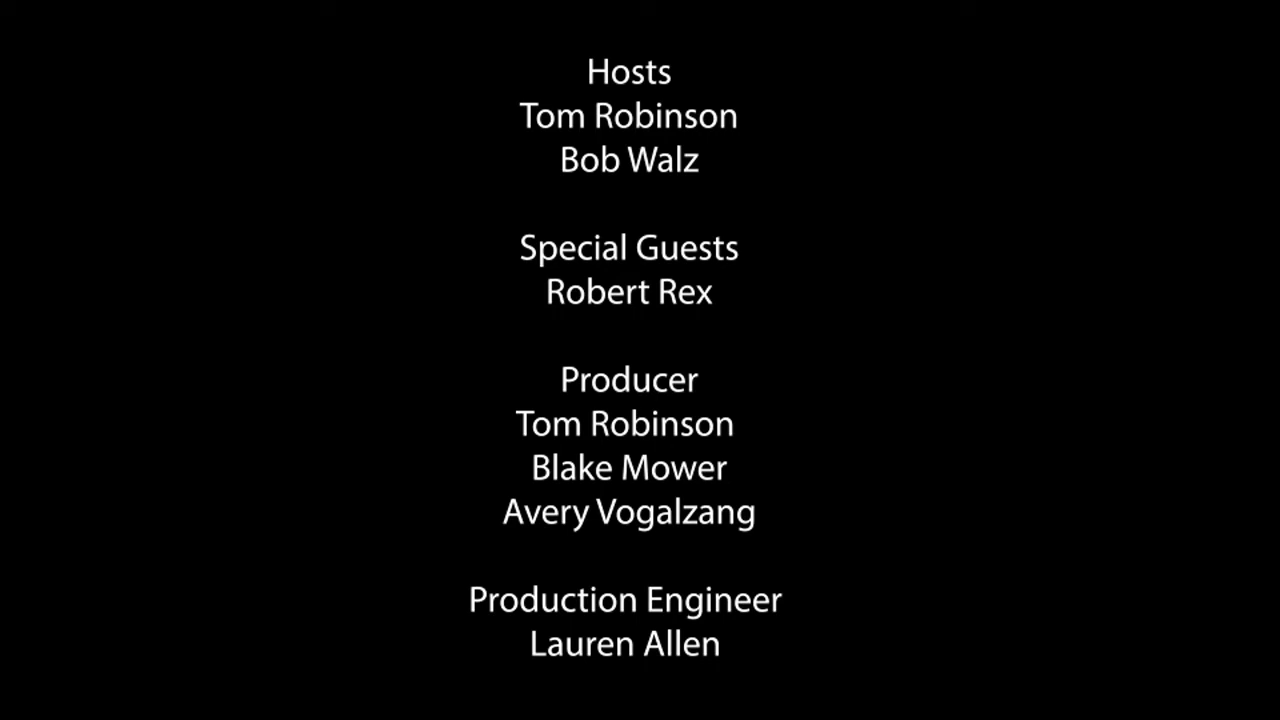 Hosts
Tom Robinson
Bob Walz
Special Guests
Robert Rex
Producer
Tom Robinson
Blake Mower
Avery Vogalzang
Production Engineer
Lauren Allen